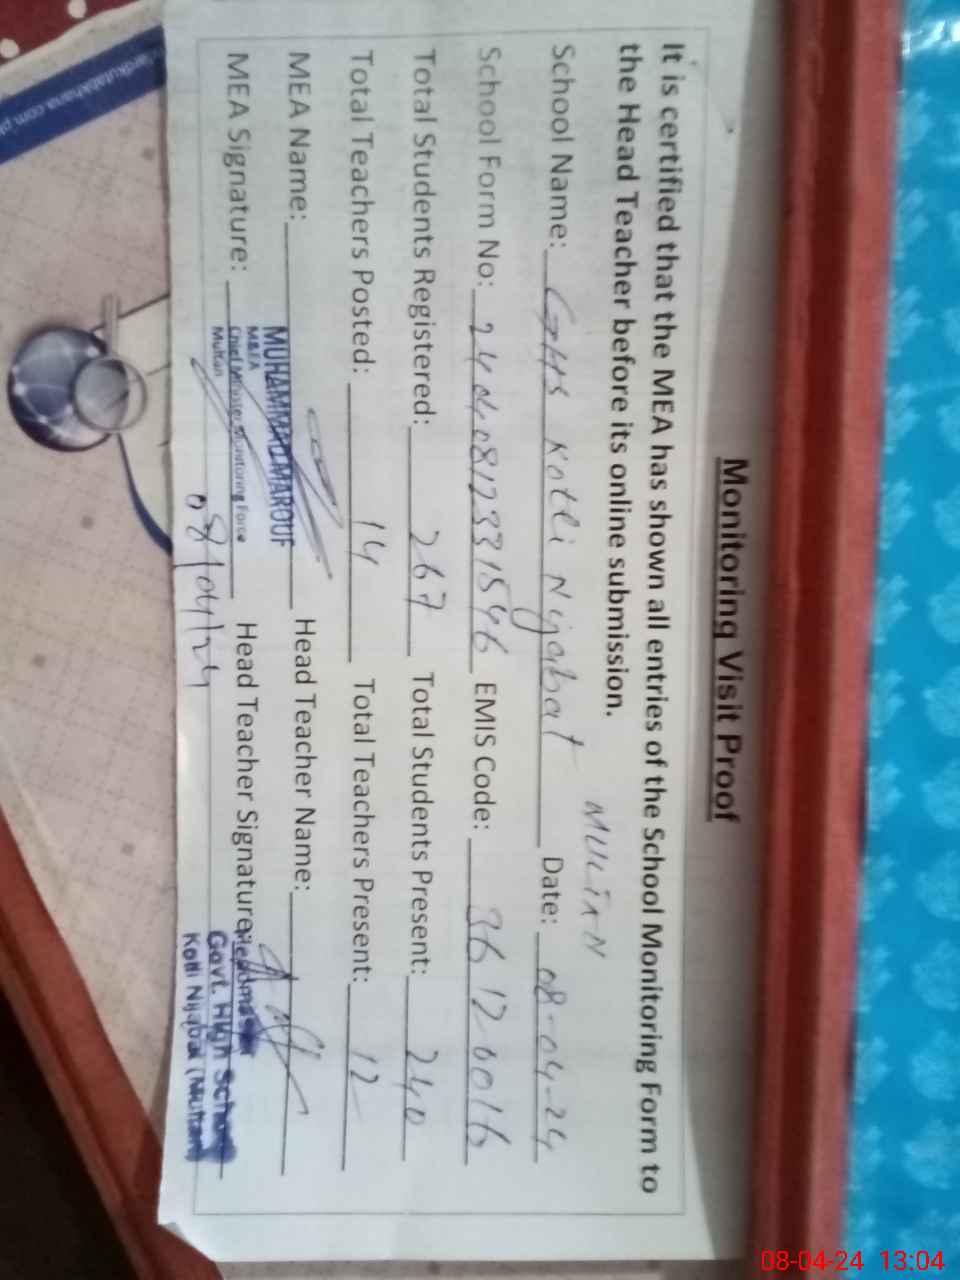 Monitoring Visit Proof
It is certified that the MEA has shown all entries of the School Monitoring Form to
the Head Teacher before its online submission.
MULTAN
School Name: GHS Kotli Nijabat Date: 08-04-24
School Form No: 24040812331546 EMIS Code: 36120016
Total Students Registered: 267 Total Students Present: 240
Total Teachers Posted: 14 Total Teachers Present: 12
MEA Name: MUHAMMAD MAROUF Head Teacher Name:
M&EA
MEA Signature: Chief Minister Monitoring Force Head Teacher Signature: Headmaster
Multan
08/04/24
Govt. High School
Kotli Nijabat (Multan)
08-04-24 13:04